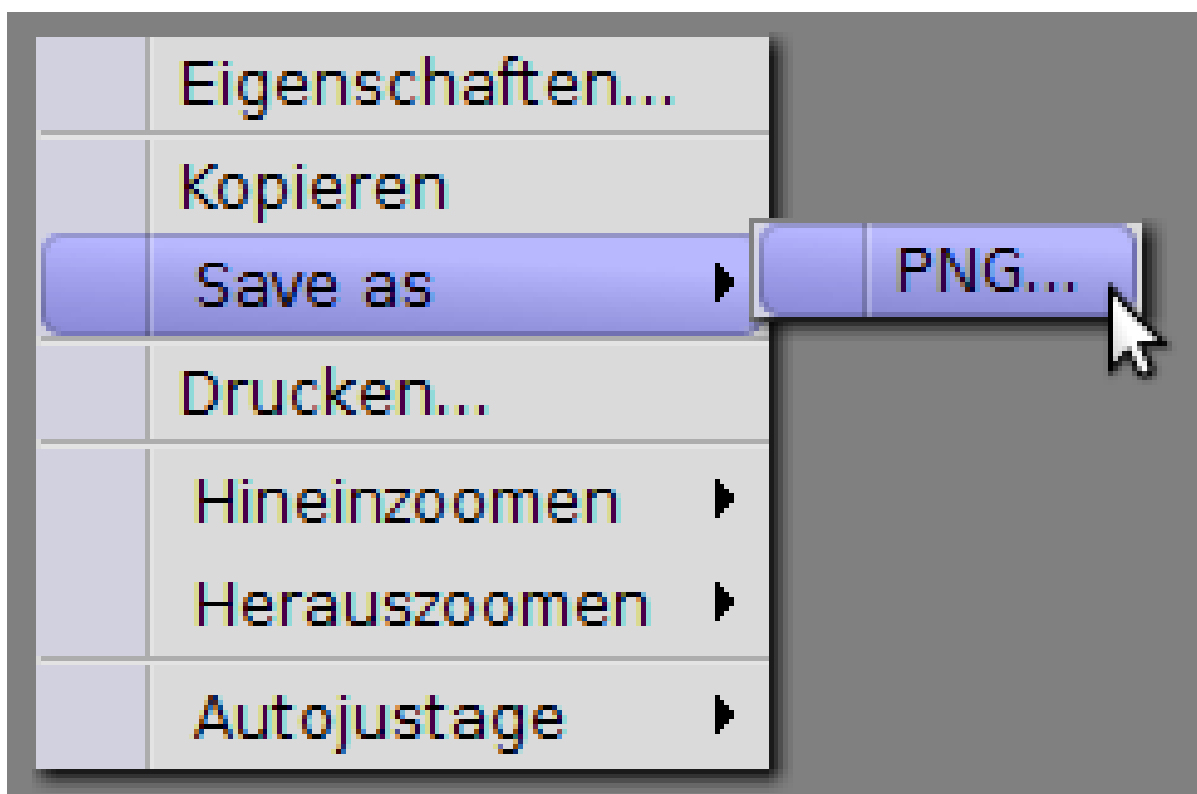 Eigenschaften...
Kopieren
Save as
PNG...
Drucken...
Hineinzoomen
Herauszoomen
Autojustage